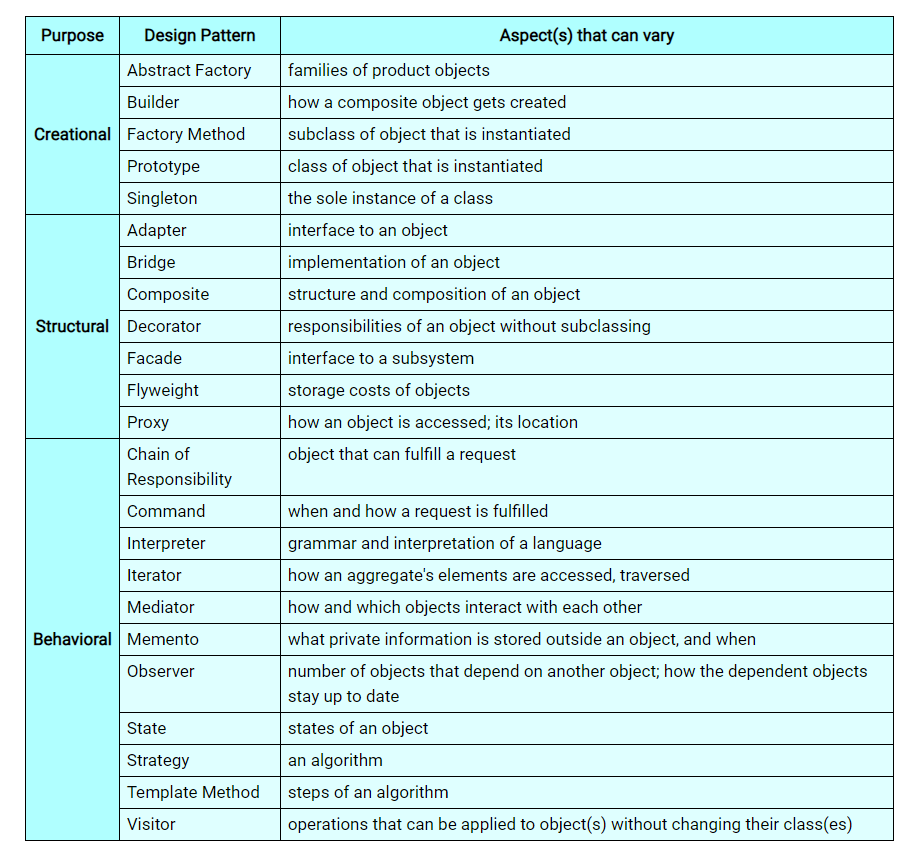 Purpose Design Pattern Aspect(s) that can vary
Creational
Abstract Factory families of product objects
Builder how a composite object gets created
Factory Method subclass of object that is instantiated
Prototype class of object that is instantiated
Singleton the sole instance of a class
Structural
Adapter interface to an object
Bridge implementation of an object
Composite structure and composition of an object
Decorator responsibilities of an object without subclassing
Facade interface to a subsystem
Flyweight storage costs of objects
Proxy how an object is accessed; its location
Behavioral
Chain of
Responsibility
object that can fulfill a request
Command when and how a request is fulfilled
Interpreter grammar and interpretation of a language
Iterator how an aggregate's elements are accessed, traversed
Mediator how and which objects interact with each other
Memento what private information is stored outside an object, and when
Observer number of objects that depend on another object; how the dependent objects
stay up to date
State states of an object
Strategy an algorithm
Template Method steps of an algorithm
Visitor operations that can be applied to object(s) without changing their class(es)